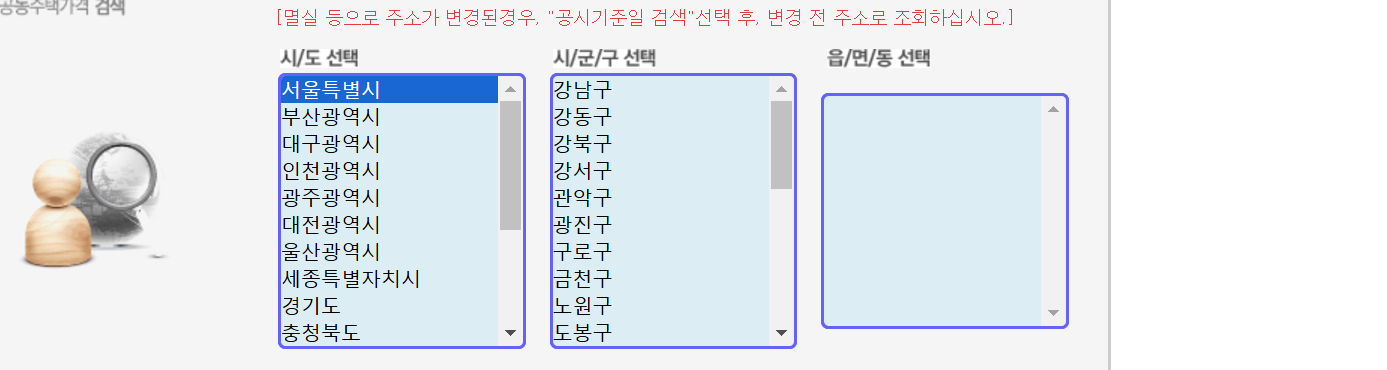 공동주택가격 검색
[멸실 등으로 주소가 변경된경우, "공시기준일 검색"선택 후, 변경 전 주소로 조회하십시오.]
시/도 선택
서울특별시
부산광역시
대구광역시
인천광역시
광주광역시
대전광역시
울산광역시
세종특별자치시
경기도
충청북도
시/군/구 선택
강남구
강동구
강북구
강서구
관악구
광진구
구로구
금천구
노원구
도봉구
읍/면/동 선택